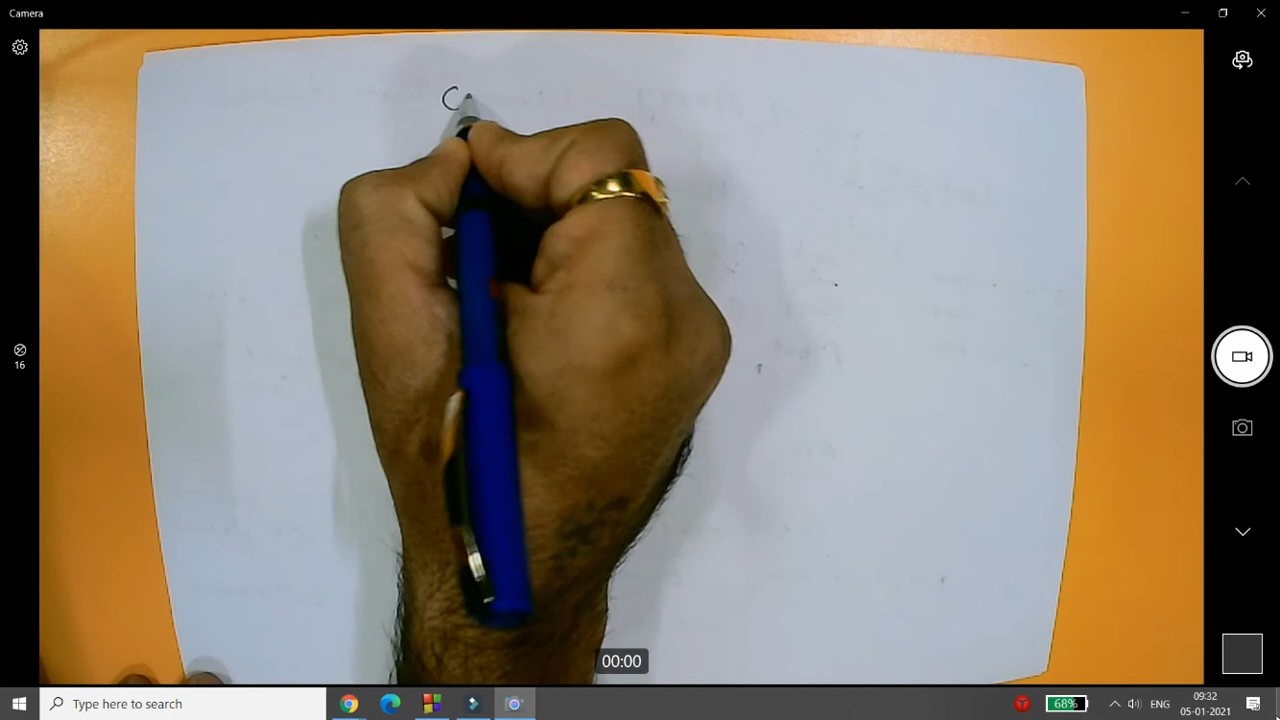 Camera
C
16
00:00
Type here to search
68%
ENG
09:32
05-01-2021